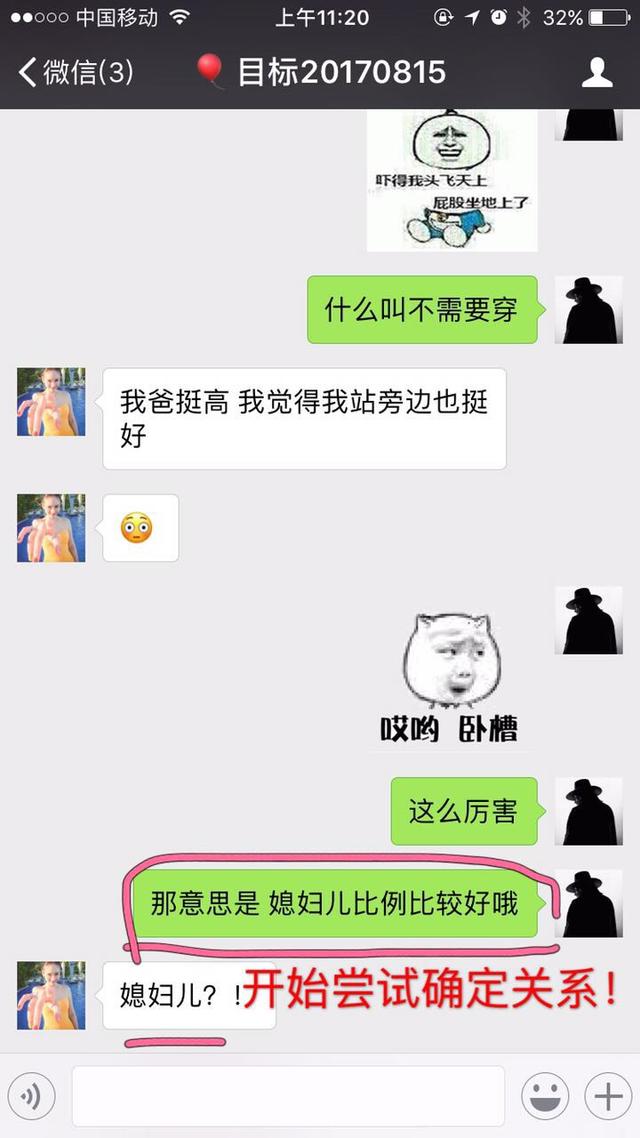 中国移动
上午11:20
32%
微信(3)
目标20170815
吓得我头飞天上
屁股坐地上了
什么叫不需要穿
我爸挺高 我觉得我站旁边也挺
好
哎哟 卧槽
这么厉害
那意思是 媳妇儿比例比较好哦
媳妇儿？！
开始尝试确定关系！